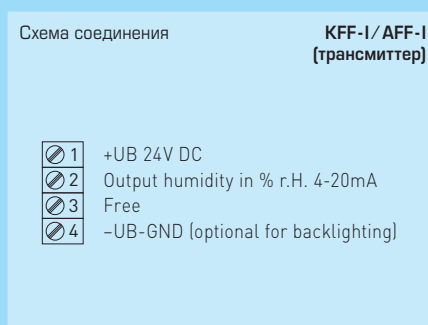 Схема соединения KFF-I/AFF-I
(трансмиттер)
1 +UB 24V DC
2 Output humidity in % r.H. 4-20mA
3 Free
4 –UB-GND (optional for backlighting)